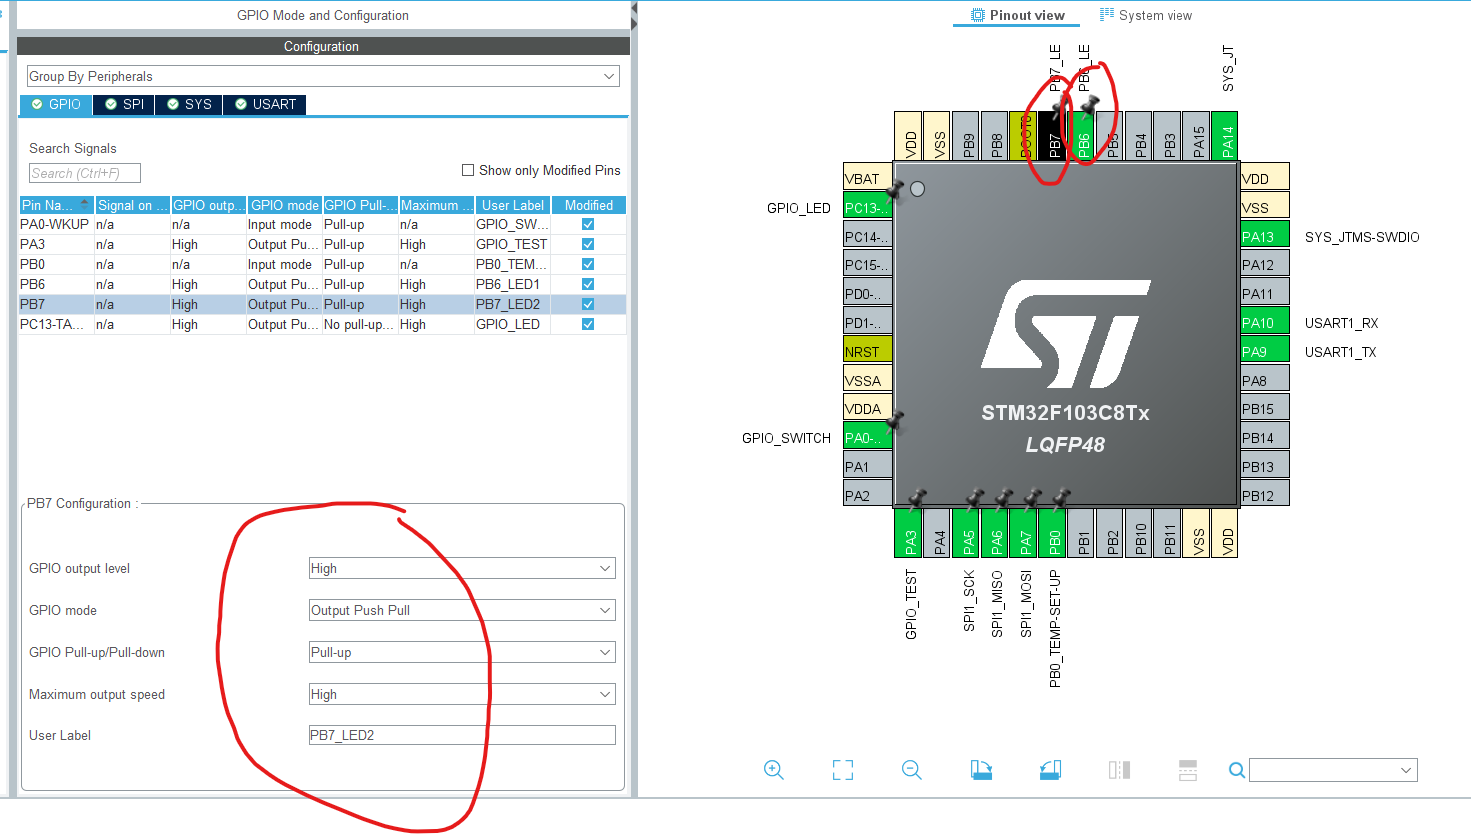 GPIO Mode and Configuration
Configuration
Group By Peripherals
GPIO SPI SYS USART
Search Signals
Search (Ctrl+F)
Show only Modified Pins
Pin Na... Signal on ... GPIO outp... GPIO mode GPIO Pull-... Maximum ... User Label Modified
PA0-WKUP n/a n/a Input mode Pull-up n/a GPIO_SW...
PA3 n/a High Output Pu... Pull-up High GPIO_TEST
PB0 n/a n/a Input mode Pull-up n/a PB0_TEM...
PB6 n/a High Output Pu... Pull-up High PB6_LED1
PB7 n/a High Output Pu... Pull-up High PB7_LED2
PC13-TA... n/a High Output Pu... No pull-up... High GPIO_LED
PB7 Configuration :
GPIO output level High
GPIO mode Output Push Pull
GPIO Pull-up/Pull-down Pull-up
Maximum output speed High
User Label PB7_LED2
Pinout view
System view
PB7_LE
PB6_LE
SYS_JT
VDD
VSS
PB9
PB8
BOOT0
PB7
PB6
PB5
PB4
PB3
PA15
PA14
VBAT
GPIO_LED PC13-..
PC14-..
PC15-..
PD0-..
PD1-..
NRST
VSSA
VDDA
GPIO_SWITCH PA0-..
PA1
PA2
STM32F103C8Tx
LQFP48
VDD
VSS
PA13 SYS_JTMS-SWDIO
PA12
PA11
PA10 USART1_RX
PA9 USART1_TX
PA8
PB15
PB14
PB13
PB12
PA3
PA4
PA5
PA6
PA7
PB0
PB1
PB2
PB10
PB11
VSS
VDD
GPIO_TEST
SPI1_SCK
SPI1_MISO
SPI1_MOSI
PB0_TEMP-SET-UP